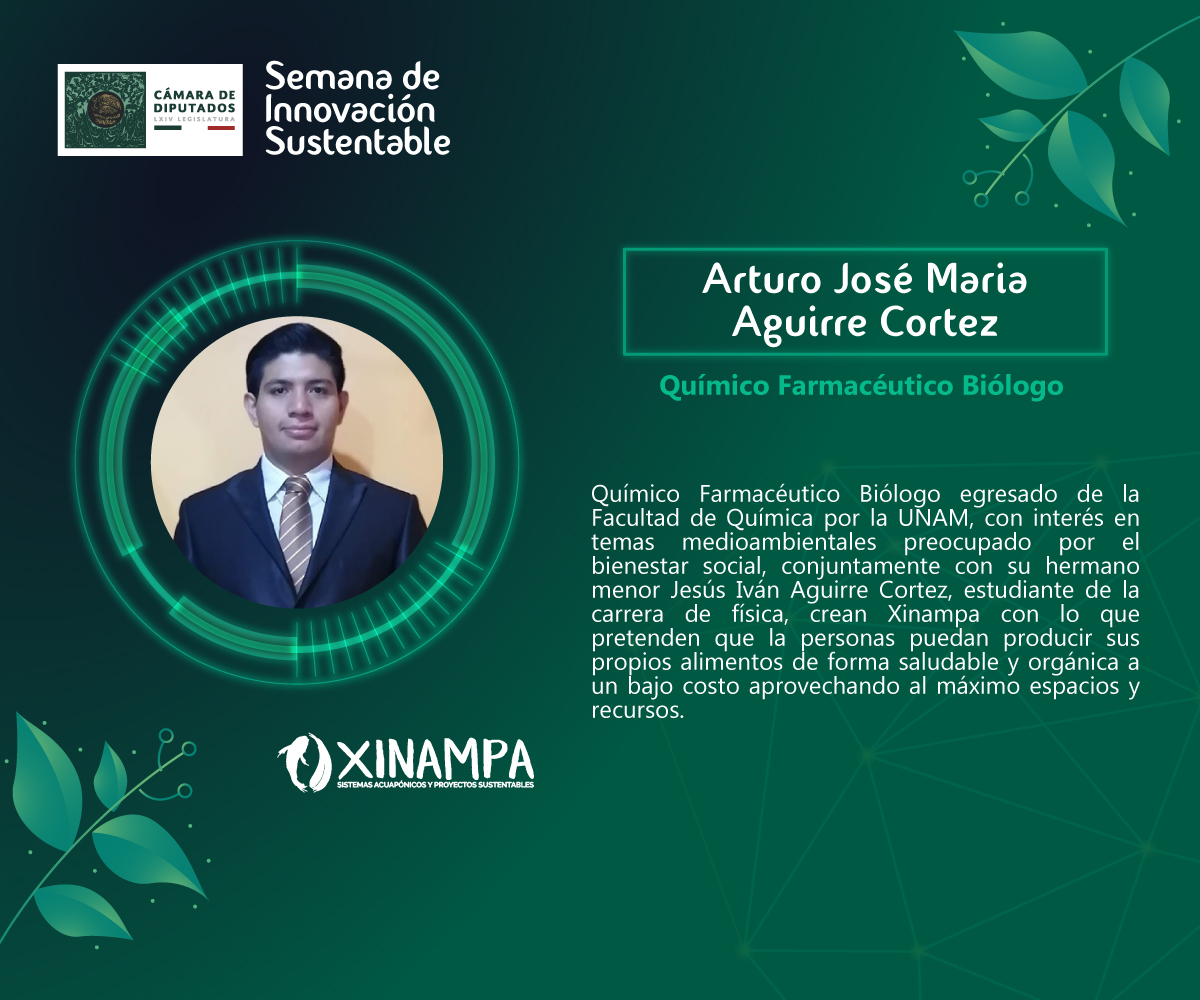 CÁMARA DE
DIPUTADOS
LXIV LEGISLATURA
Semana de
Innovación
Sustentable
Arturo José Maria
Aguirre Cortez
Químico Farmacéutico Biólogo
Químico Farmacéutico Biólogo egresado de la
Facultad de Química por la UNAM, con interés en
temas medioambientales preocupado por el
bienestar social, conjuntamente con su hermano
menor Jesús Iván Aguirre Cortez, estudiante de la
carrera de física, crean Xinampa con lo que
pretenden que la personas puedan producir sus
propios alimentos de forma saludable y orgánica a
un bajo costo aprovechando al máximo espacios y
recursos.
XINAMPA
SISTEMAS ACUAPÓNICOS Y PROYECTOS SUSTENTABLES